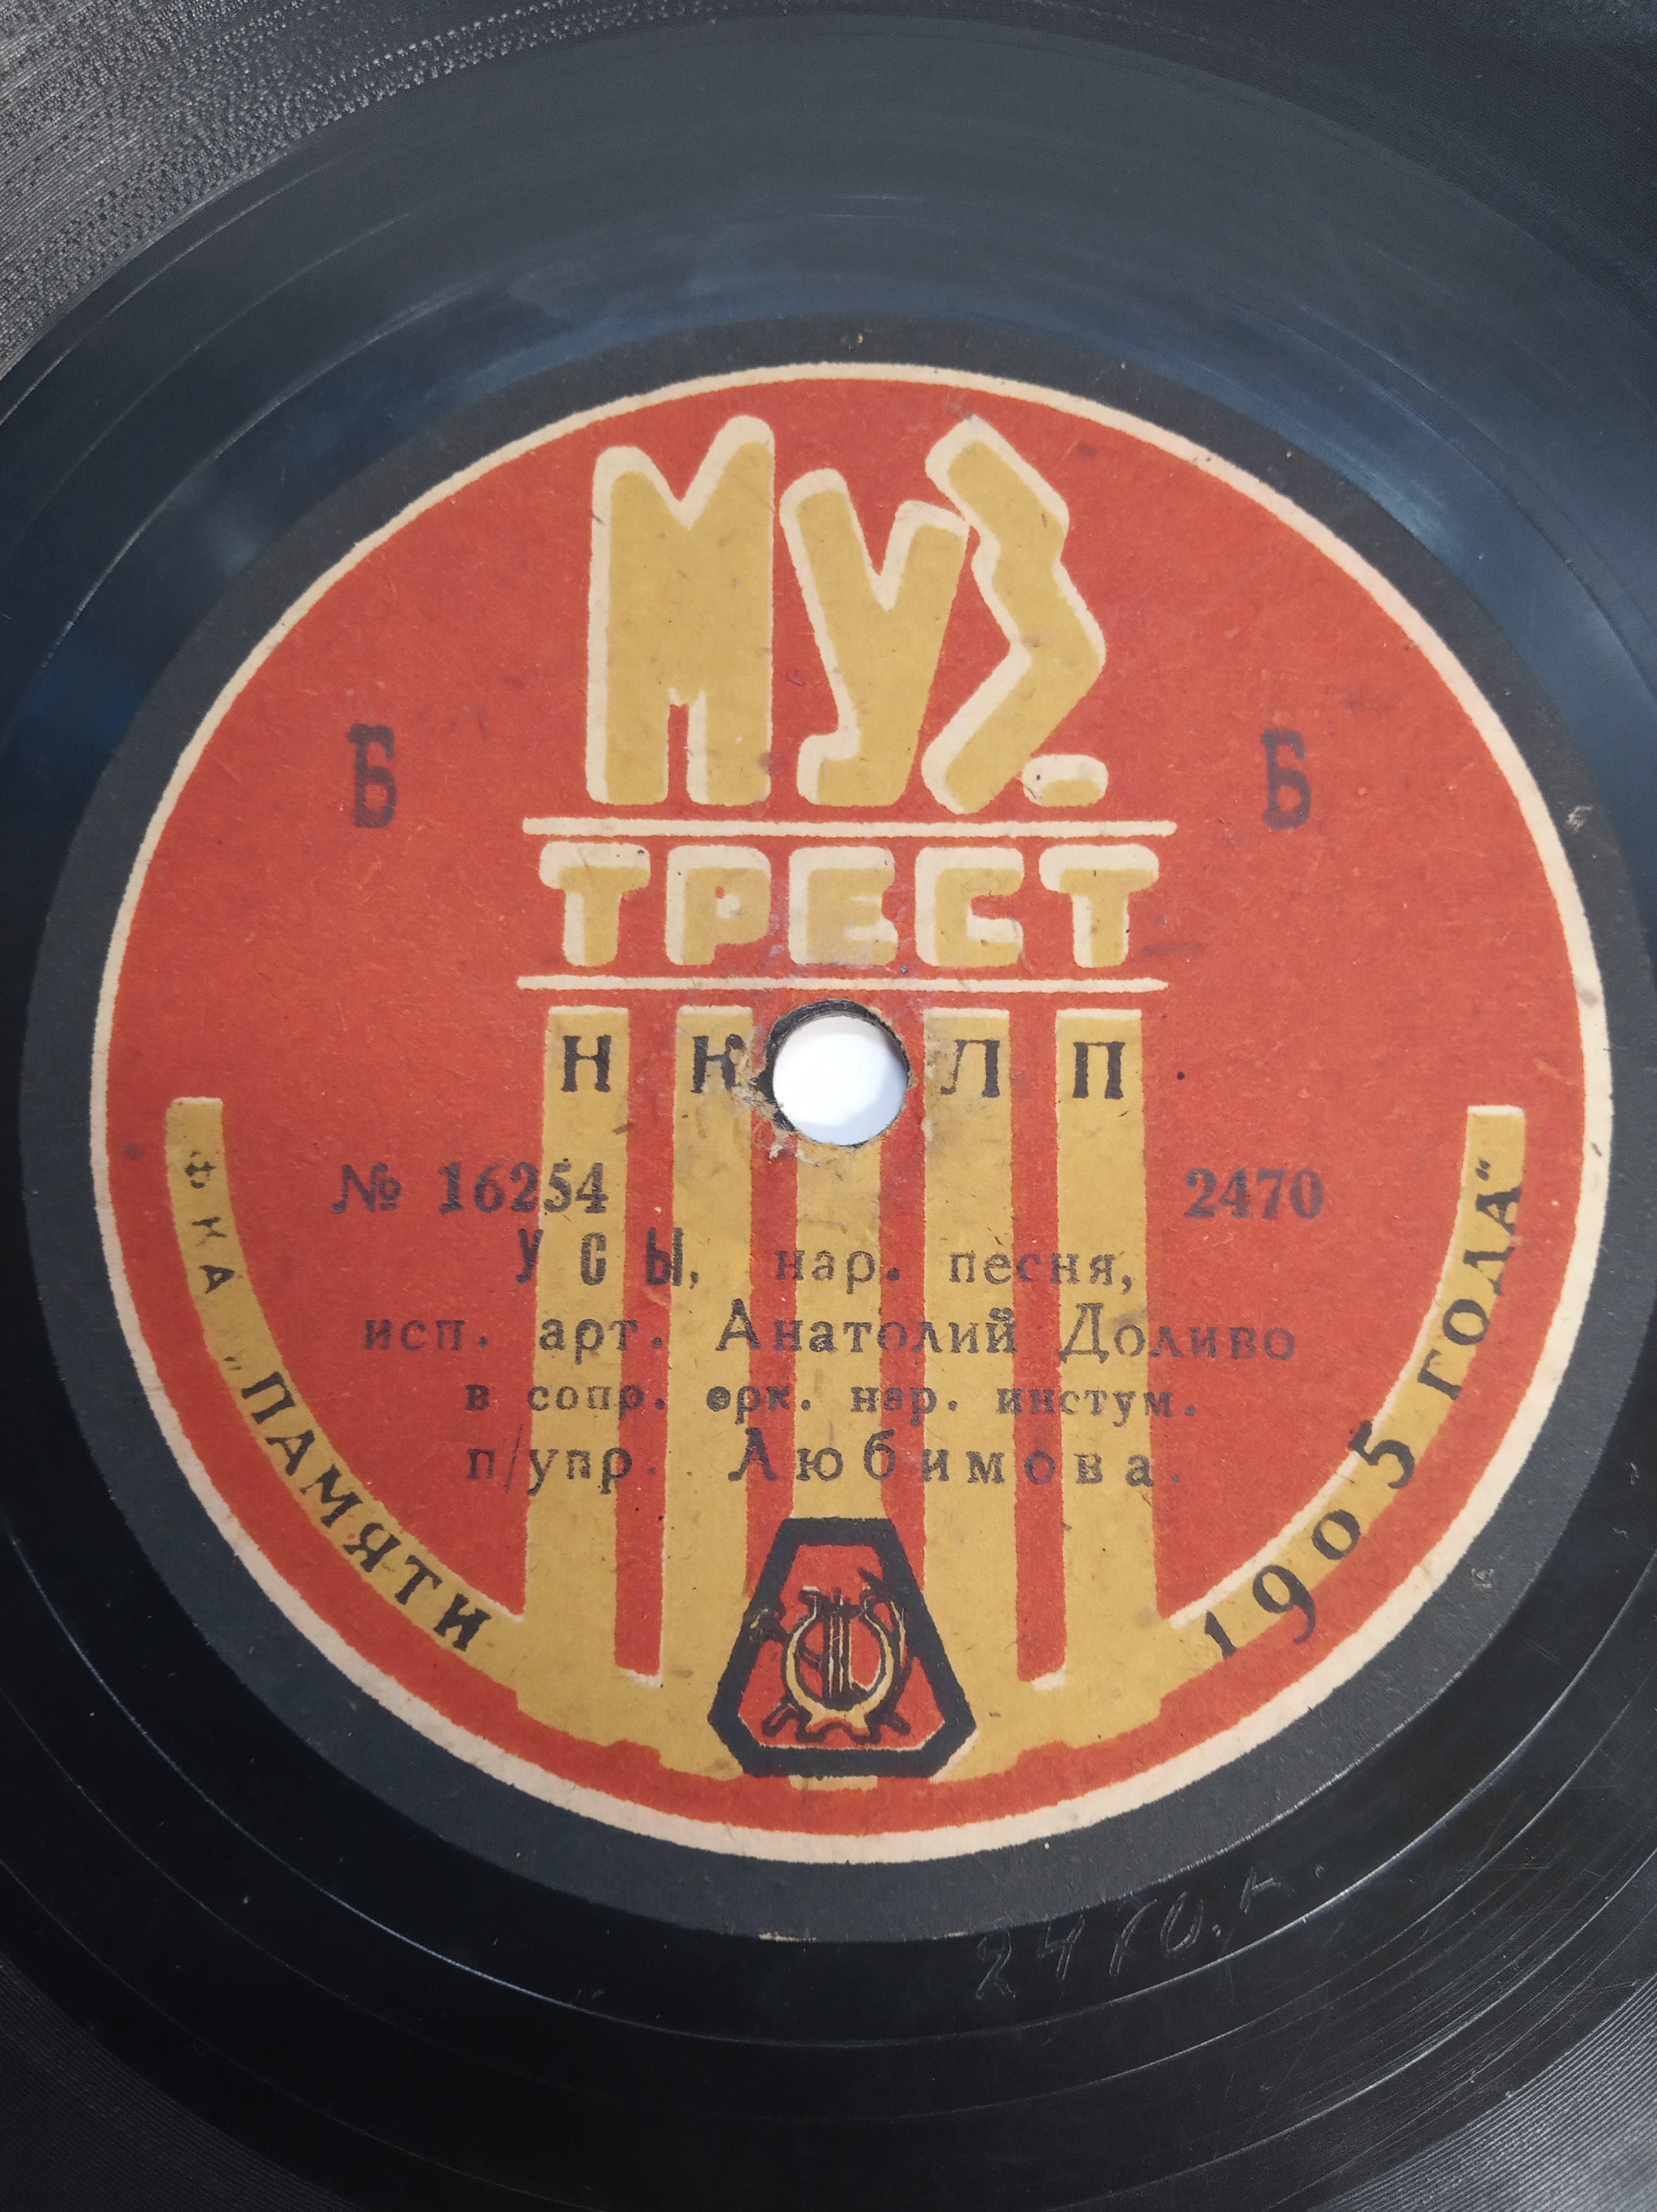 МУЗ.
Б Б
ТРЕСТ
Н К Л П
№ 16254 2470
УСЫ, нар. песня,
исп. арт. Анатолий Доливо
в сопр. орк. нар. инстум.
п/упр. Любимова.
Ф-КА „ПАМЯТИ 1905 ГОДА"
2470.